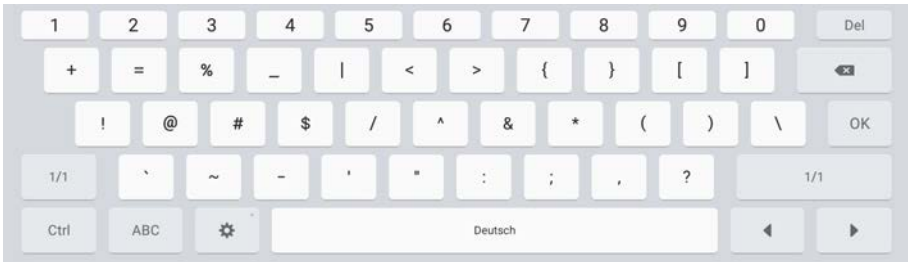 1 2 3 4 5 6 7 8 9 0 Del
+ = % _ | < > { } [ ]
! @ # $ / ^ & * ( ) \ OK
1/1 ` ~ - ' " : ; , ? 1/1
Ctrl ABC Deutsch